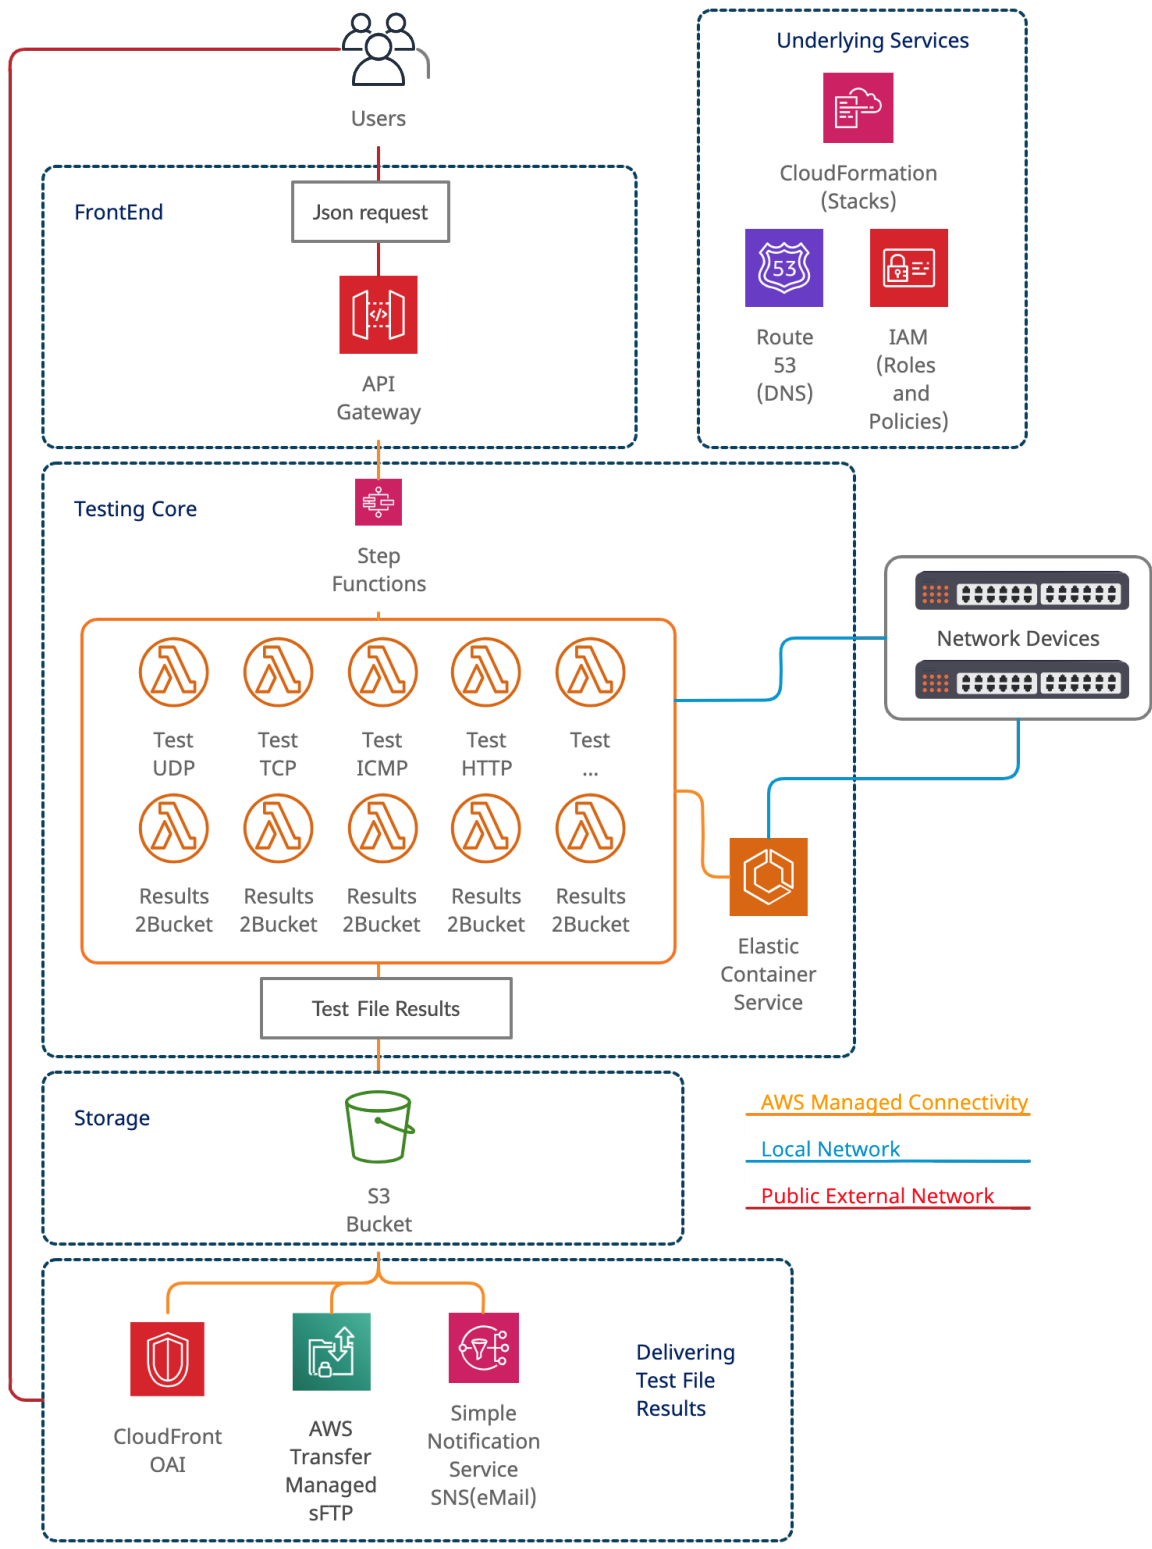 Users
Underlying Services
CloudFormation
(Stacks)
53
Route
53
(DNS)
IAM
(Roles
and
Policies)
FrontEnd
Json request
</>
API
Gateway
Testing Core
Step
Functions
Test
UDP
Test
TCP
Test
ICMP
Test
HTTP
Test
...
Results
2Bucket
Results
2Bucket
Results
2Bucket
Results
2Bucket
Results
2Bucket
Network Devices
Elastic
Container
Service
Test File Results
Storage
S3
Bucket
AWS Managed Connectivity
Local Network
Public External Network
CloudFront
OAI
AWS
Transfer
Managed
sFTP
Simple
Notification
Service
SNS(eMail)
Delivering
Test File
Results